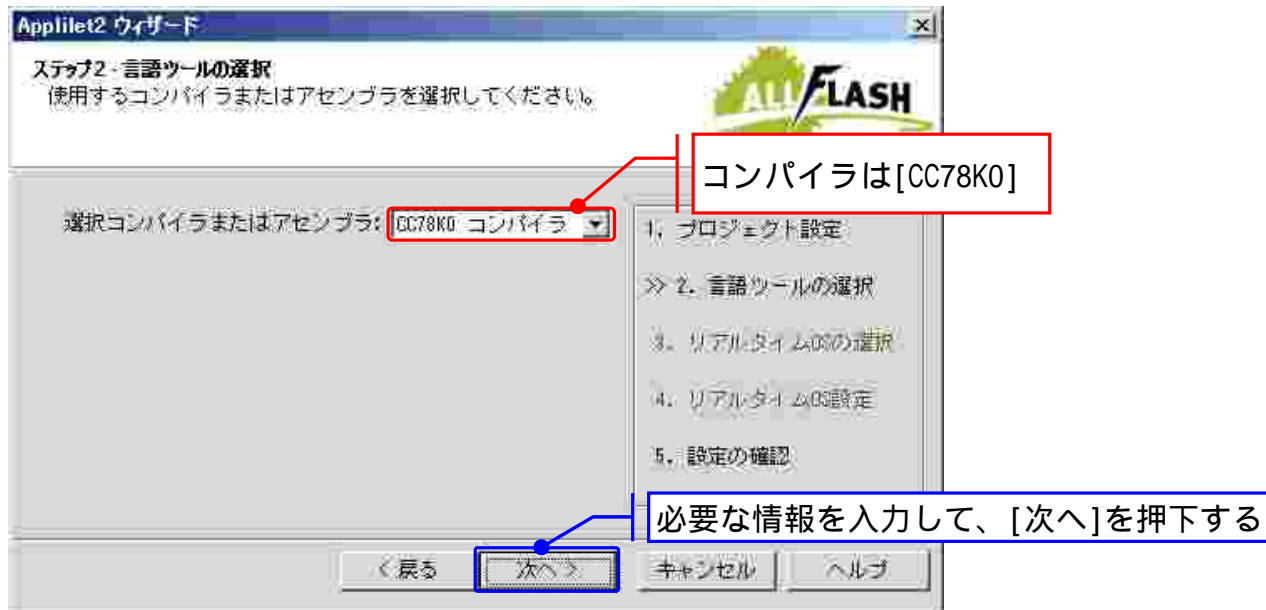 Applilet2 ウィザード
ステップ2 - 言語ツールの選択
使用するコンパイラまたはアセンブラを選択してください。
ALL FLASH
コンパイラは[CC78K0]
選択コンパイラまたはアセンブラ: CC78K0 コンパイラ
1. プロジェクト設定
>> 2. 言語ツールの選択
3. リアルタイムOSの選択
4. リアルタイムOS設定
5. 設定の確認
必要な情報を入力して、[次へ]を押下する
< 戻る 次へ > キャンセル ヘルプ